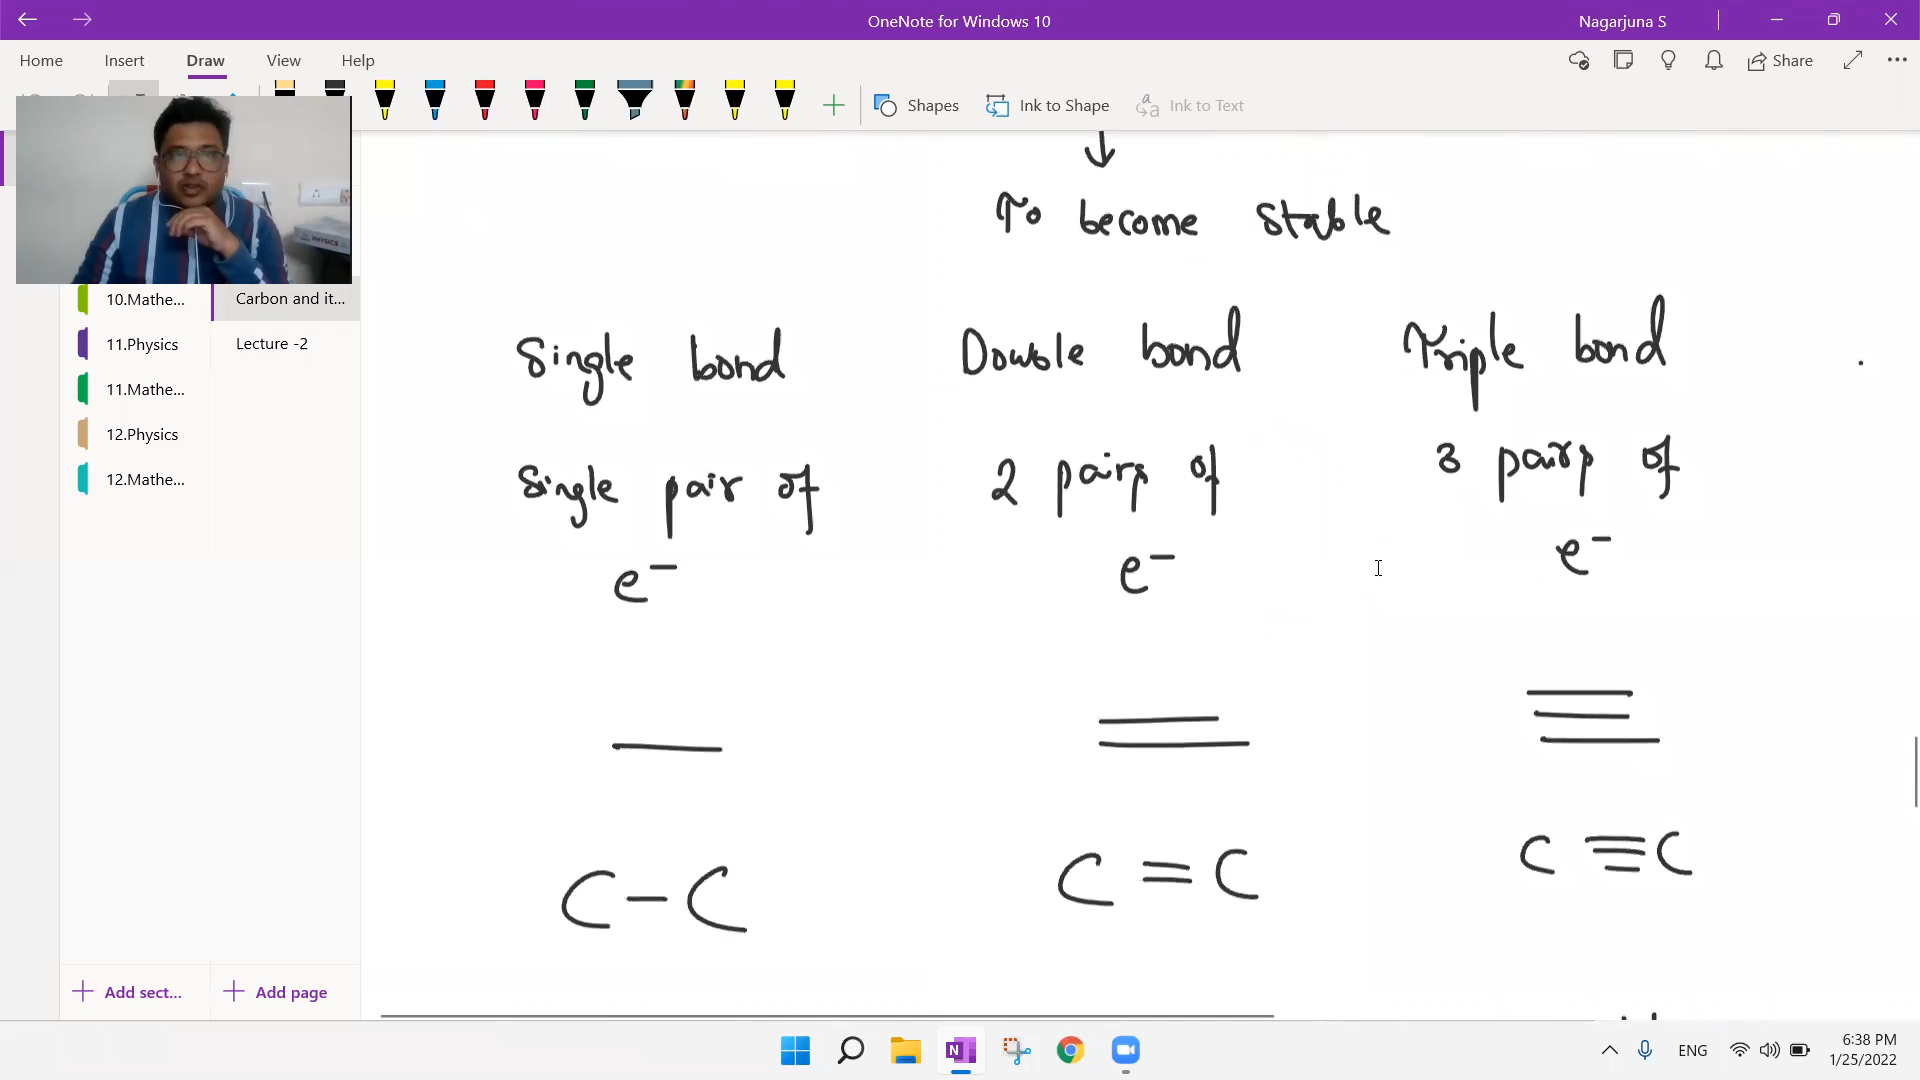 OneNote for Windows 10
Nagarjuna S
Home Insert Draw View Help
Share
Shapes
Ink to Shape
Ink to Text
PHYSICS
10.Mathe...
11.Physics
11.Mathe...
12.Physics
12.Mathe...
Carbon and it...
Lecture -2
To become stable
Single bond
Double bond
Triple bond
Single pair of
e⁻
2 pairs of
e⁻
3 pairs of
e⁻
C - C
C = C
C ≡ C
+ Add sect...
+ Add page
ENG
6:38 PM
1/25/2022